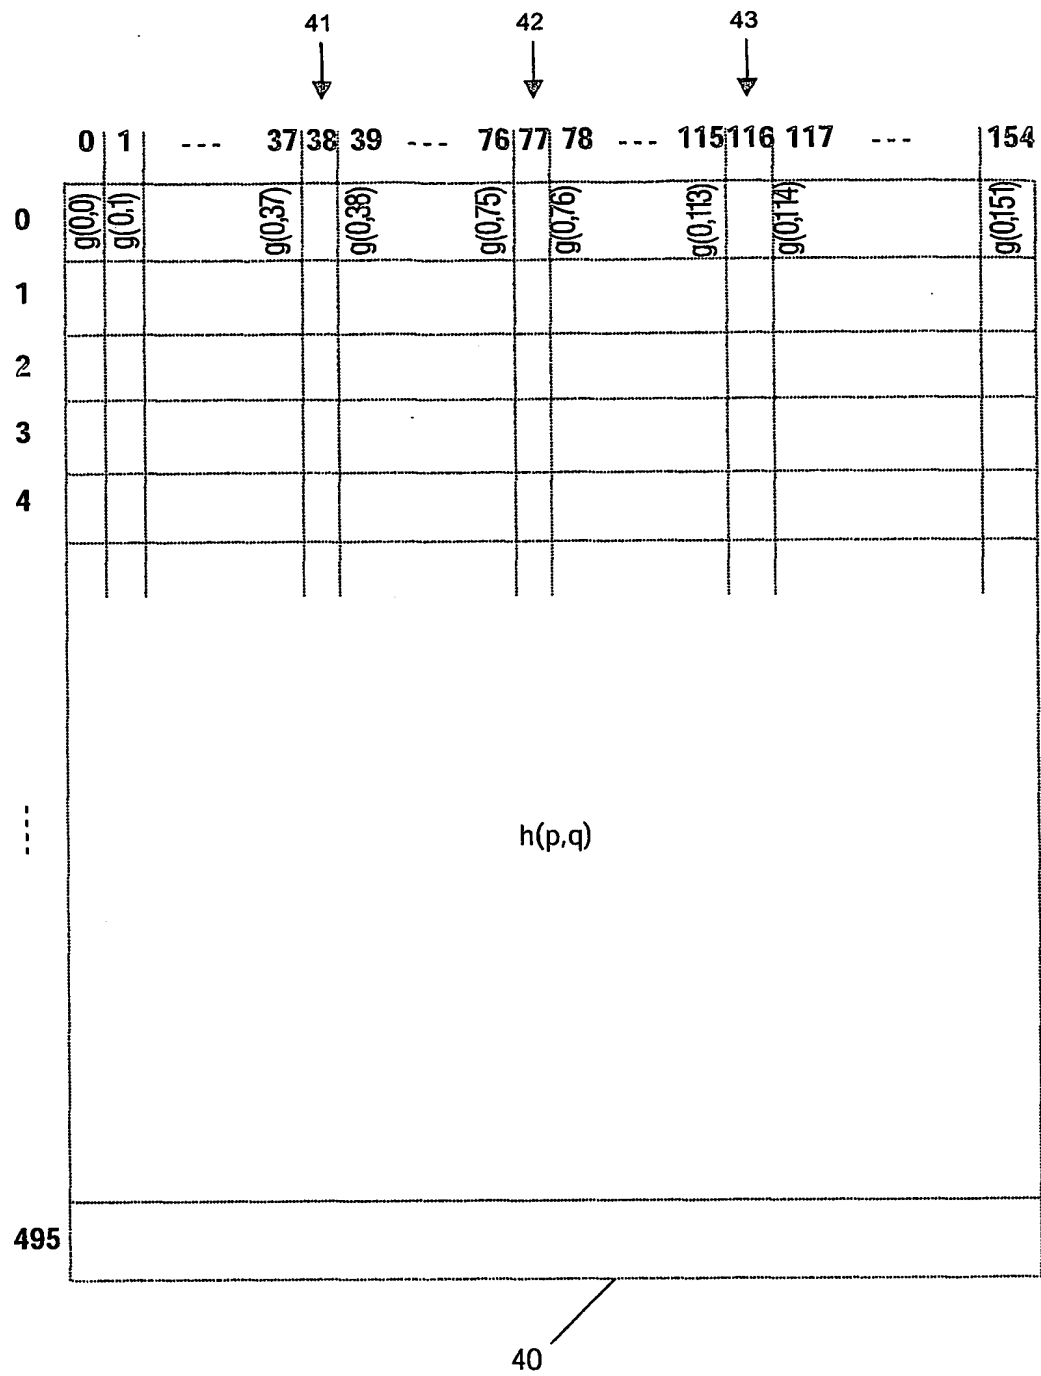 41 42 43
0 1 --- 37 38 39 --- 76 77 78 --- 115 116 117 --- 154
0 g(0,0) g(0,1) g(0,37) g(0,38) g(0,75) g(0,76) g(0,113) g(0,114) g(0,151)
1
2
3
4
h(p,q)
495
40